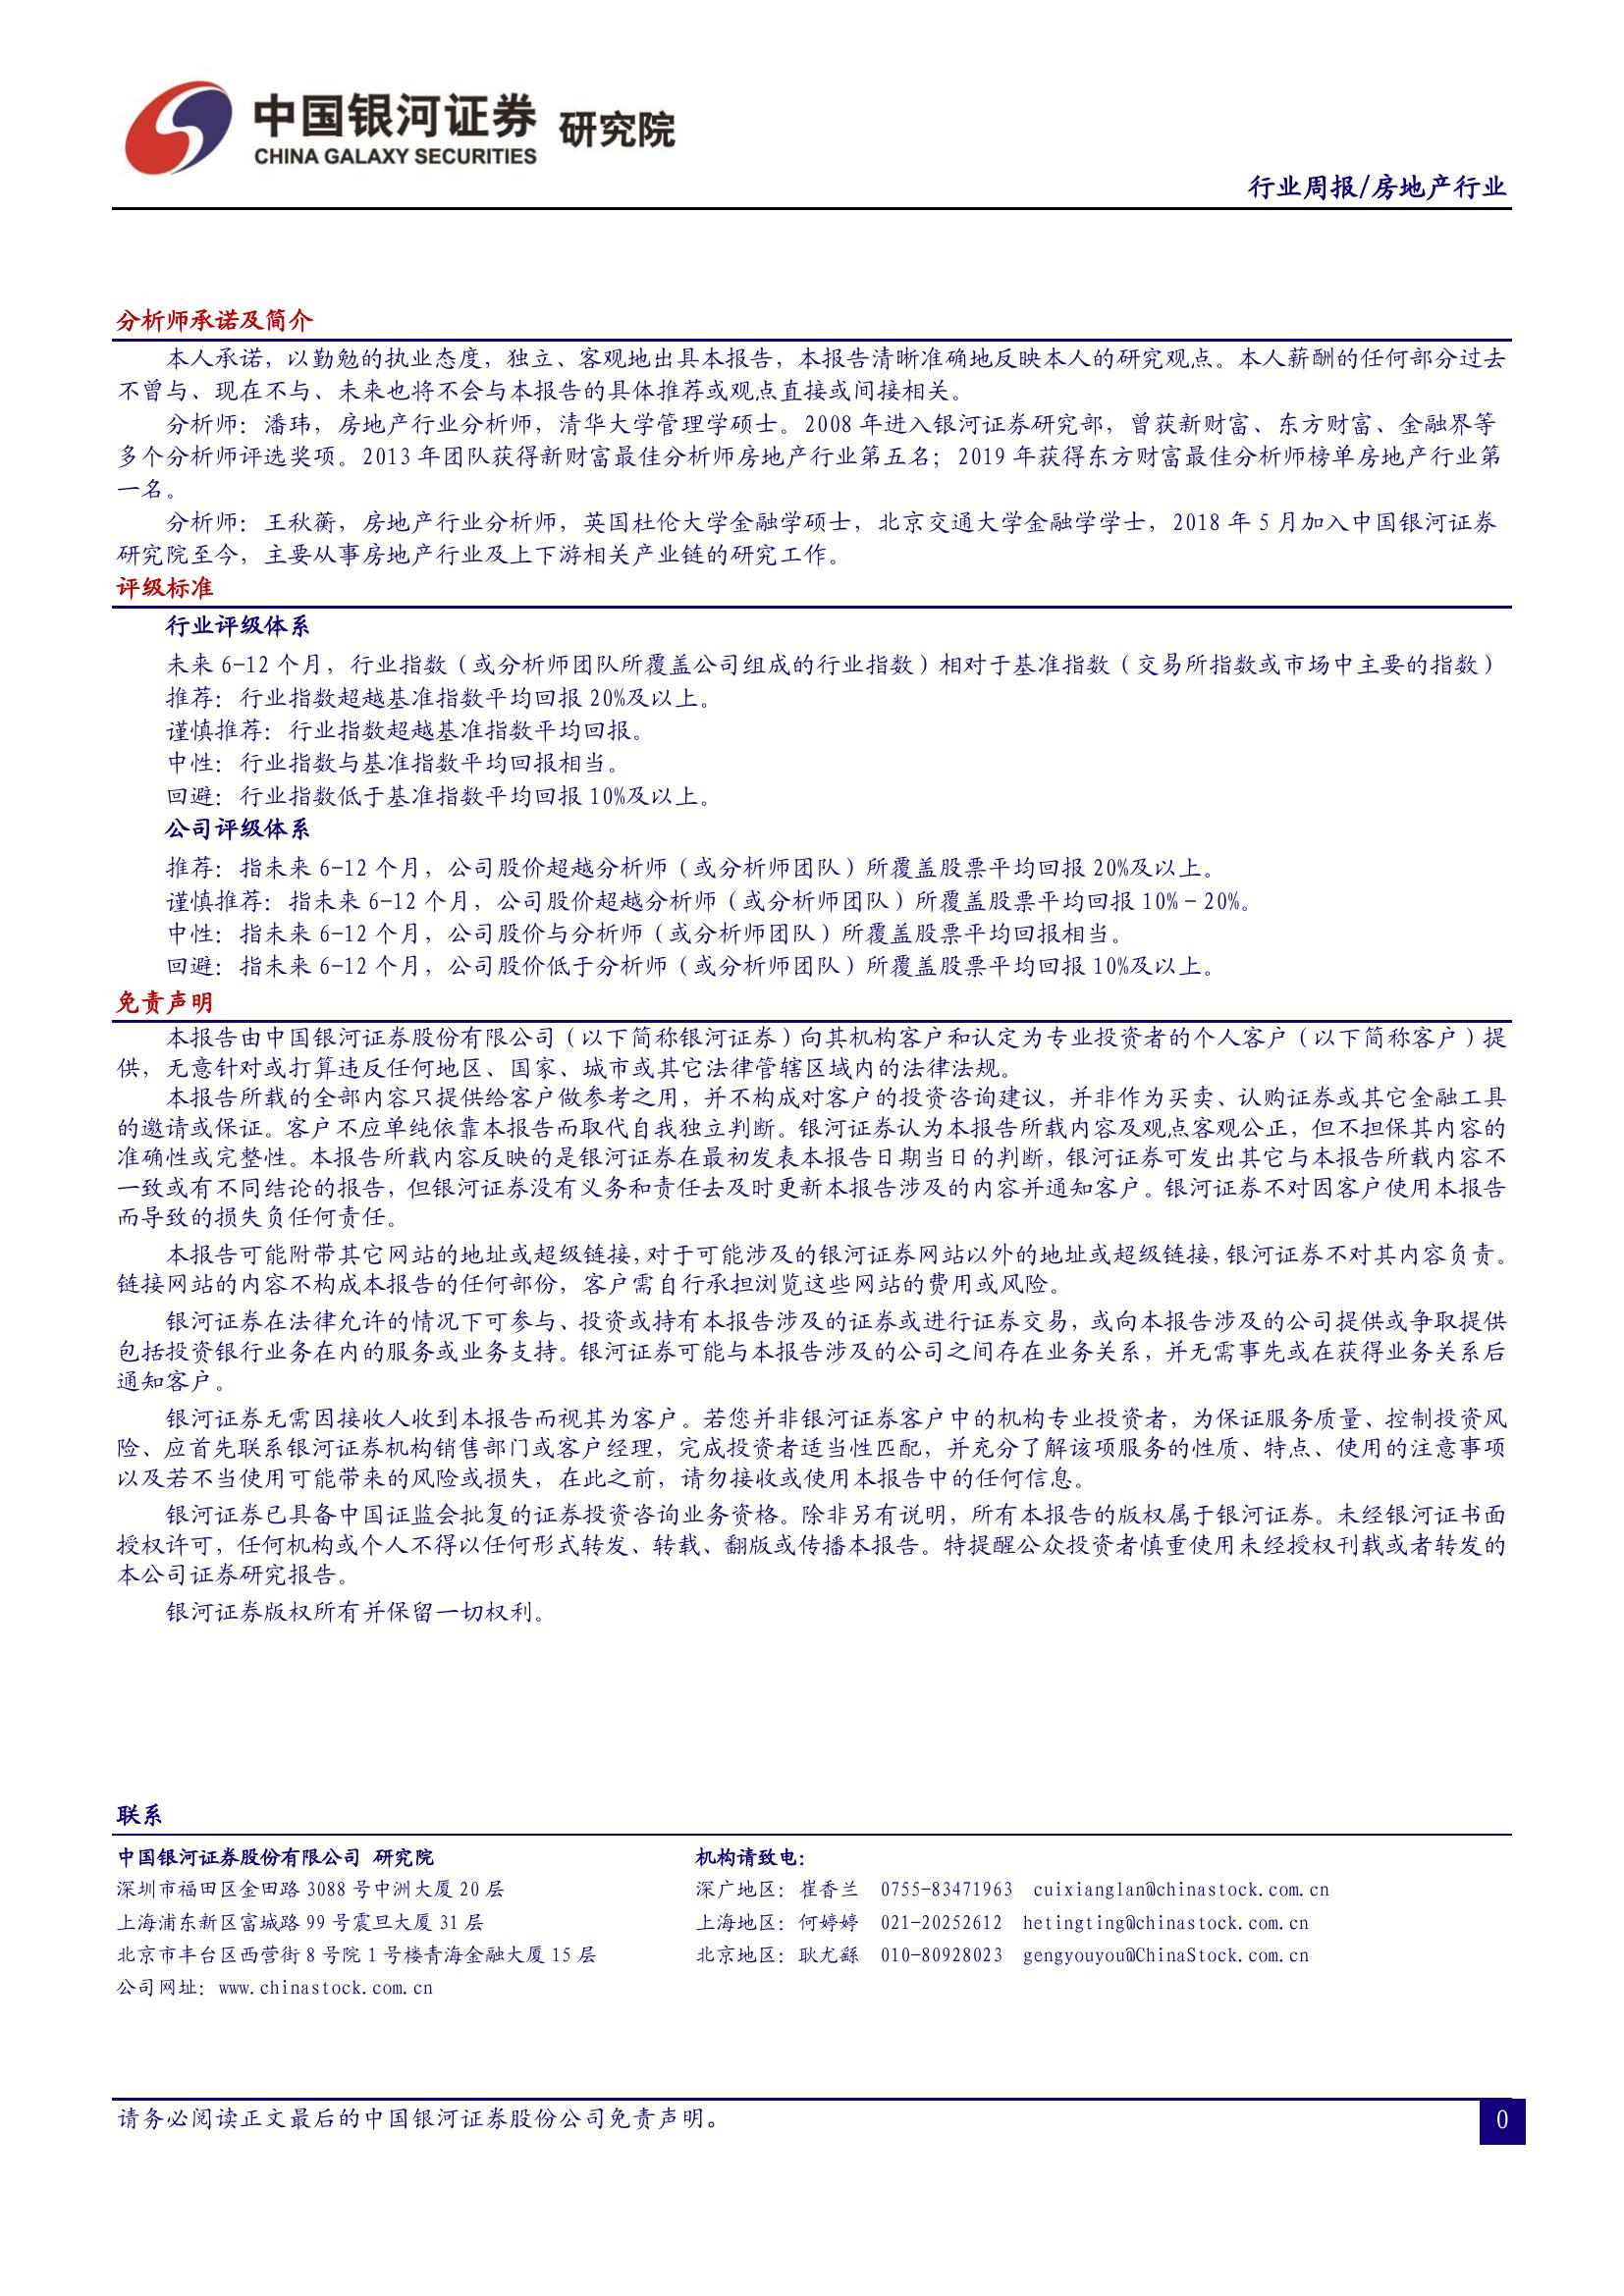 中国银河证券 研究院
CHINA GALAXY SECURITIES
行业周报/房地产行业
分析师承诺及简介
本人承诺，以勤勉的执业态度，独立、客观地出具本报告，本报告清晰准确地反映本人的研究观点。本人薪酬的任何部分过去
不曾与、现在不与、未来也将不会与本报告的具体推荐或观点直接或间接相关。
分析师：潘玮，房地产行业分析师，清华大学管理学硕士。2008 年进入银河证券研究部，曾获新财富、东方财富、金融界等
多个分析师评选奖项。2013 年团队获得新财富最佳分析师房地产行业第五名；2019 年获得东方财富最佳分析师榜单房地产行业第
一名。
分析师：王秋蘅，房地产行业分析师，英国杜伦大学金融学硕士，北京交通大学金融学学士，2018 年 5 月加入中国银河证券
研究院至今，主要从事房地产行业及上下游相关产业链的研究工作。
评级标准
行业评级体系
未来 6-12 个月，行业指数（或分析师团队所覆盖公司组成的行业指数）相对于基准指数（交易所指数或市场中主要的指数）
推荐：行业指数超越基准指数平均回报 20%及以上。
谨慎推荐：行业指数超越基准指数平均回报。
中性：行业指数与基准指数平均回报相当。
回避：行业指数低于基准指数平均回报 10%及以上。
公司评级体系
推荐：指未来 6-12 个月，公司股价超越分析师（或分析师团队）所覆盖股票平均回报 20%及以上。
谨慎推荐：指未来 6-12 个月，公司股价超越分析师（或分析师团队）所覆盖股票平均回报 10%－20%。
中性：指未来 6-12 个月，公司股价与分析师（或分析师团队）所覆盖股票平均回报相当。
回避：指未来 6-12 个月，公司股价低于分析师（或分析师团队）所覆盖股票平均回报 10%及以上。
免责声明
本报告由中国银河证券股份有限公司（以下简称银河证券）向其机构客户和认定为专业投资者的个人客户（以下简称客户）提
供，无意针对或打算违反任何地区、国家、城市或其它法律管辖区域内的法律法规。
本报告所载的全部内容只提供给客户做参考之用，并不构成对客户的投资咨询建议，并非作为买卖、认购证券或其它金融工具
的邀请或保证。客户不应单纯依靠本报告而取代自我独立判断。银河证券认为本报告所载内容及观点客观公正，但不担保其内容的
准确性或完整性。本报告所载内容反映的是银河证券在最初发表本报告日期当日的判断，银河证券可发出其它与本报告所载内容不
一致或有不同结论的报告，但银河证券没有义务和责任去及时更新本报告涉及的内容并通知客户。银河证券不对因客户使用本报告
而导致的损失负任何责任。
本报告可能附带其它网站的地址或超级链接，对于可能涉及的银河证券网站以外的地址或超级链接，银河证券不对其内容负责。
链接网站的内容不构成本报告的任何部份，客户需自行承担浏览这些网站的费用或风险。
银河证券在法律允许的情况下可参与、投资或持有本报告涉及的证券或进行证券交易，或向本报告涉及的公司提供或争取提供
包括投资银行业务在内的服务或业务支持。银河证券可能与本报告涉及的公司之间存在业务关系，并无需事先或在获得业务关系后
通知客户。
银河证券无需因接收人收到本报告而视其为客户。若您并非银河证券客户中的机构专业投资者，为保证服务质量、控制投资风
险、应首先联系银河证券机构销售部门或客户经理，完成投资者适当性匹配，并充分了解该项服务的性质、特点、使用的注意事项
以及若不当使用可能带来的风险或损失，在此之前，请勿接收或使用本报告中的任何信息。
银河证券已具备中国证监会批复的证券投资咨询业务资格。除非另有说明，所有本报告的版权属于银河证券。未经银河证书面
授权许可，任何机构或个人不得以任何形式转发、转载、翻版或传播本报告。特提醒公众投资者慎重使用未经授权刊载或者转发的
本公司证券研究报告。
银河证券版权所有并保留一切权利。
联系
中国银河证券股份有限公司 研究院 机构请致电：
深圳市福田区金田路 3088 号中洲大厦 20 层 深广地区：崔香兰 0755-83471963 cuixianglan@chinastock.com.cn
上海浦东新区富城路 99 号震旦大厦 31 层 上海地区：何婷婷 021-20252612 hetingting@chinastock.com.cn
北京市丰台区西营街 8 号院 1 号楼青海金融大厦 15 层 北京地区：耿尤繇 010-80928023 gengyouyou@ChinaStock.com.cn
公司网址：www.chinastock.com.cn
请务必阅读正文最后的中国银河证券股份公司免责声明。 0